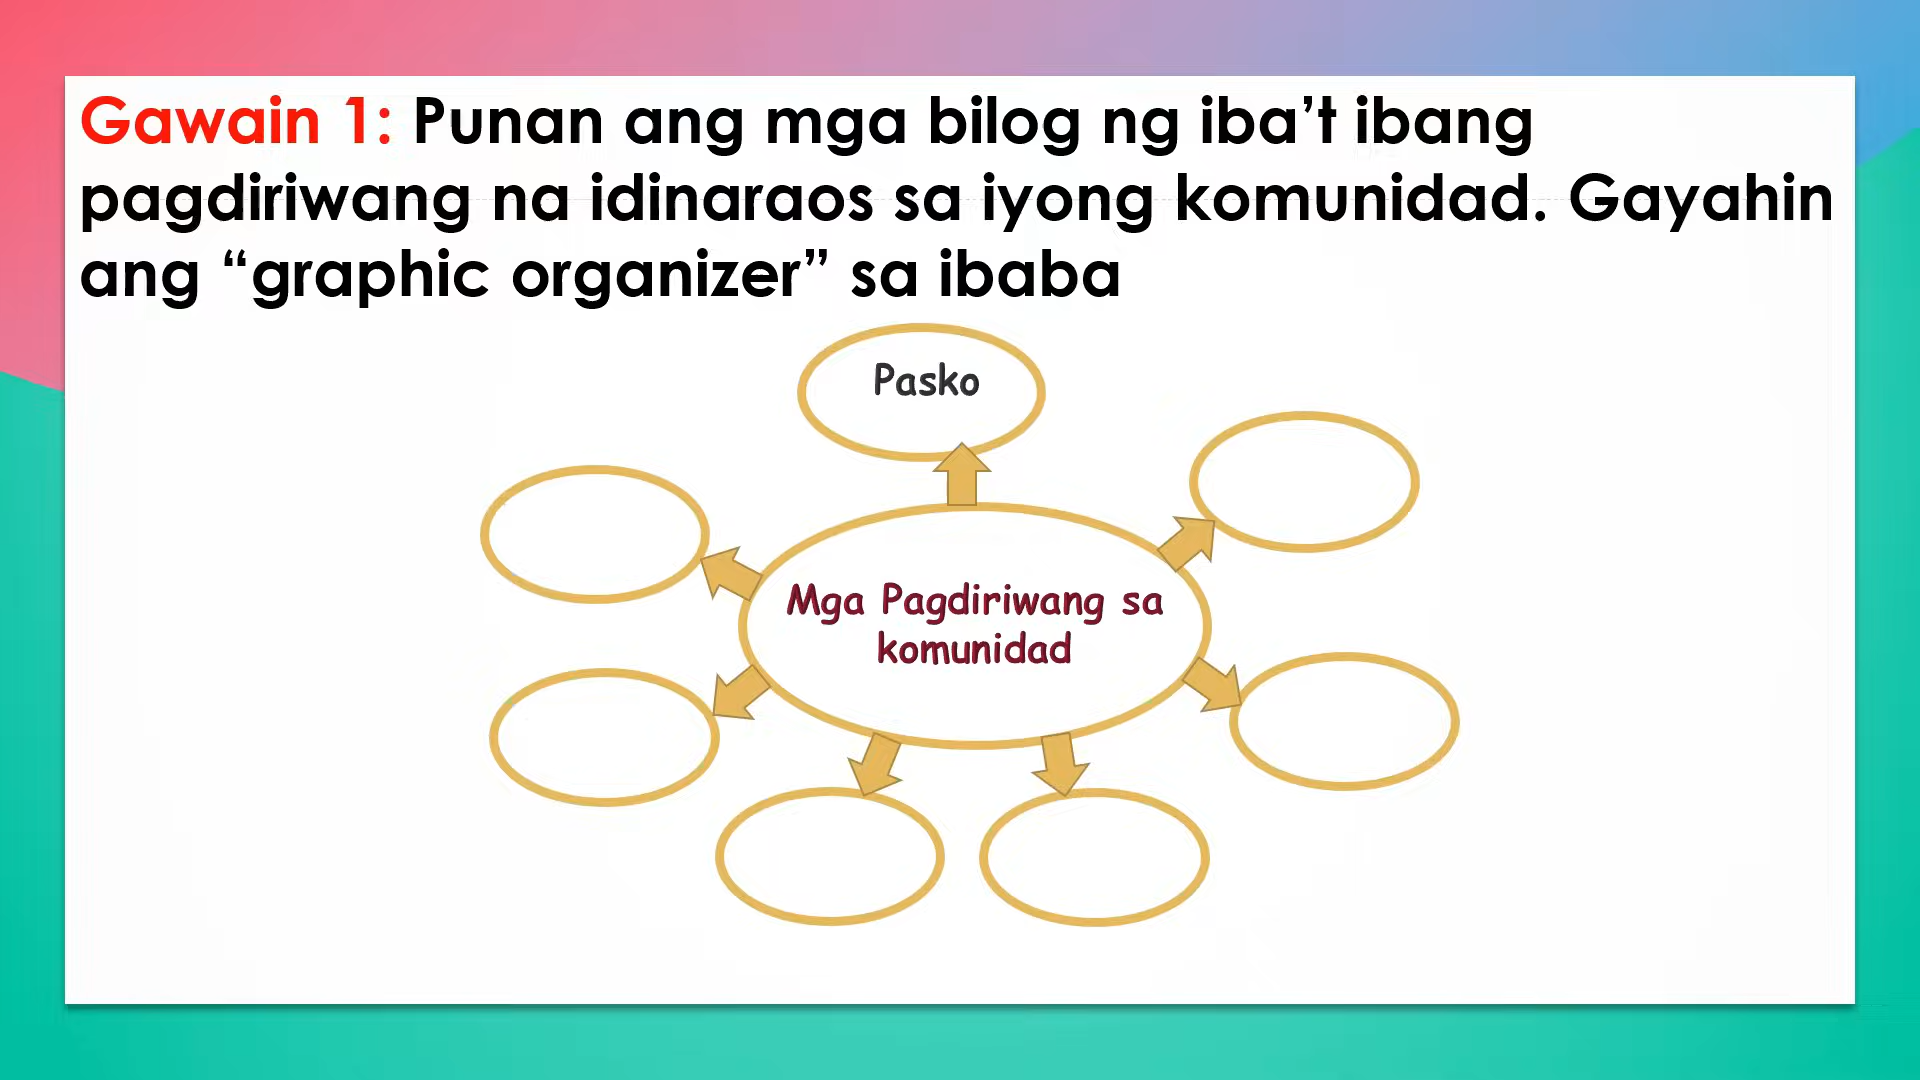 Gawain 1: Punan ang mga bilog ng iba’t ibang
pagdiriwang na idinaraos sa iyong komunidad. Gayahin
ang “graphic organizer” sa ibaba
Pasko
Mga Pagdiriwang sa
komunidad